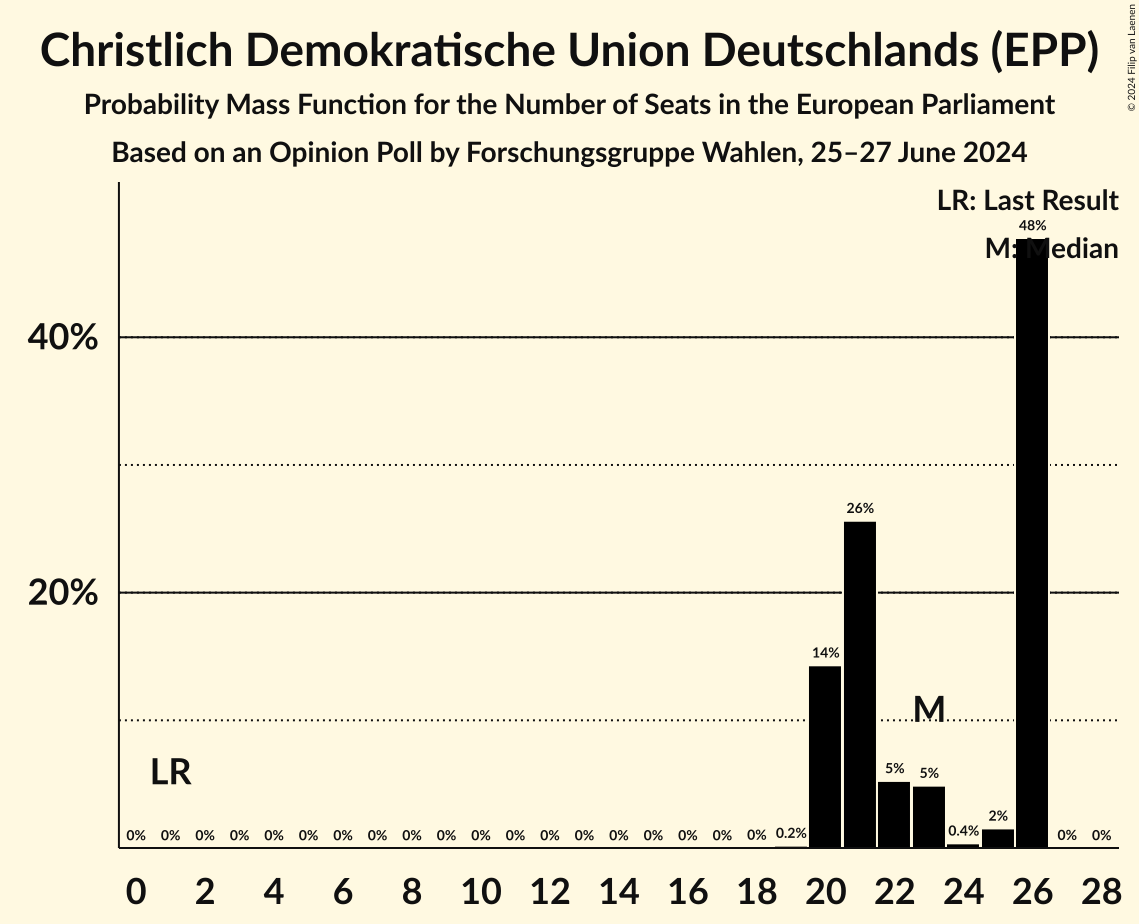 Christlich Demokratische Union Deutschlands (EPP)
Probability Mass Function for the Number of Seats in the European Parliament
Based on an Opinion Poll by Forschungsgruppe Wahlen, 25–27 June 2024
© 2024 Filip van Laenen
LR: Last Result
48%
M: Median
40%
26%
20%
14%
M
LR
5% 5%
0% 0% 0% 0% 0% 0% 0% 0% 0% 0% 0% 0% 0% 0% 0% 0% 0% 0% 0% 0.2% 0.4% 2% 0% 0%
0 2 4 6 8 10 12 14 16 18 20 22 24 26 28